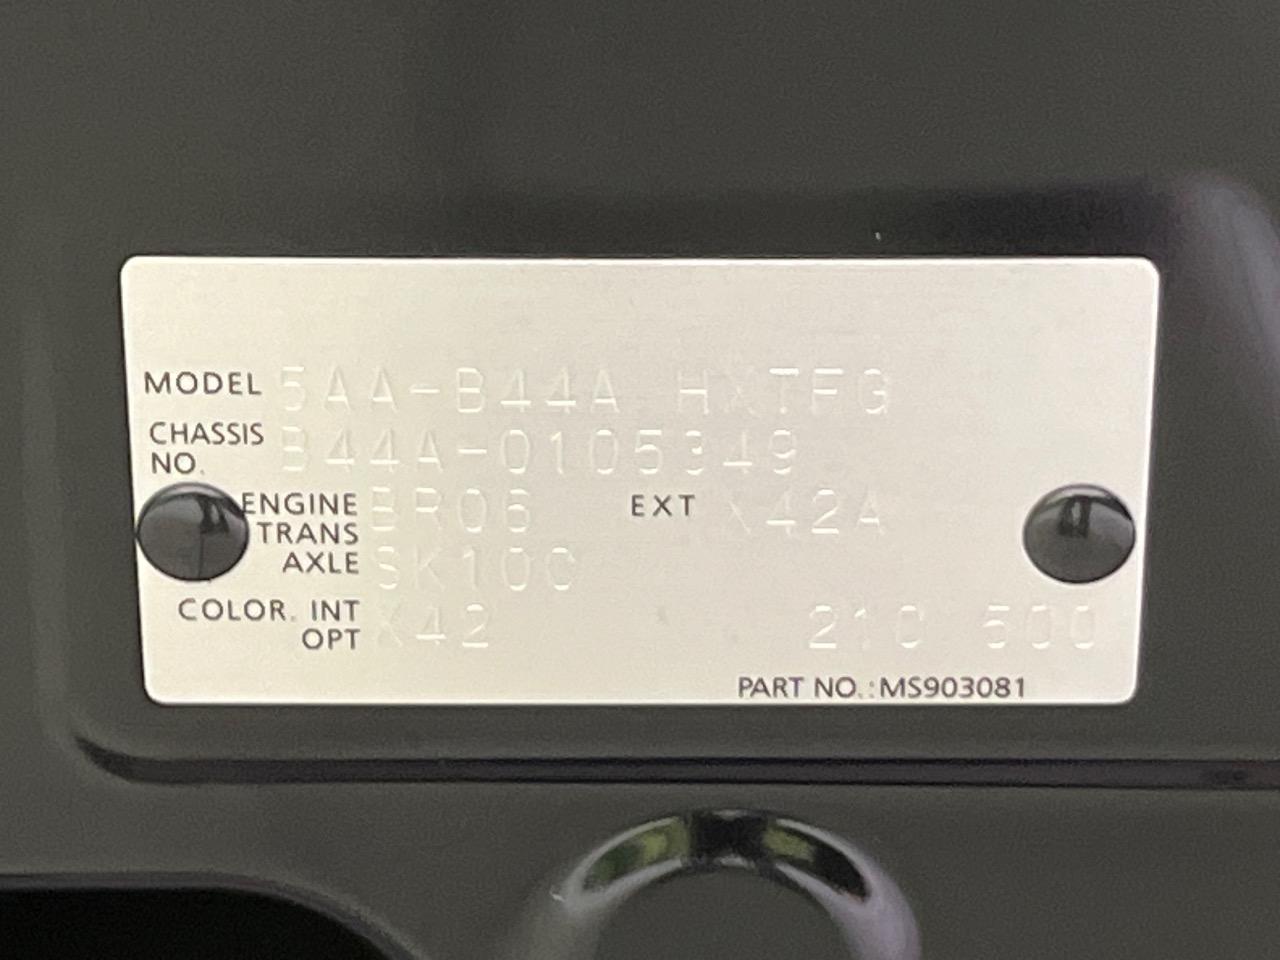 MODEL 5AA-B44A HXTFG
CHASSIS NO. B44A-0105349
ENGINE BR06 EXT X42A
TRANS AXLE SK10C
COLOR. INT OPT X42 210 500
PART NO.:MS903081